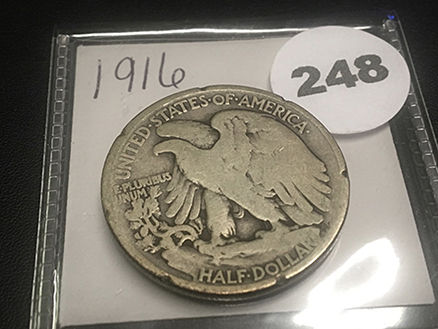 1916
248
UNITED·STATES·OF·AMERICA·
E·PLURIBUS
UNUM
HALF·DOLLAR